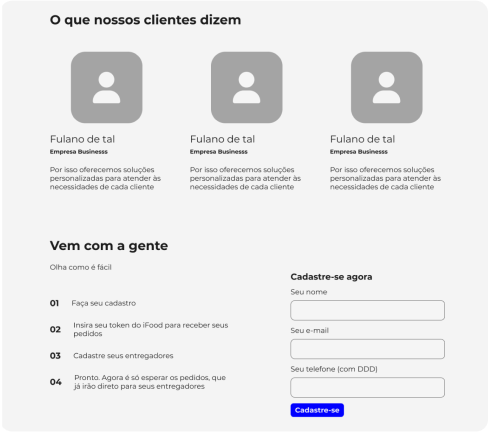 O que nossos clientes dizem
Fulano de tal
Empresa Businesss
Por isso oferecemos soluções
personalizadas para atender às
necessidades de cada cliente
Fulano de tal
Empresa Businesss
Por isso oferecemos soluções
personalizadas para atender às
necessidades de cada cliente
Fulano de tal
Empresa Businesss
Por isso oferecemos soluções
personalizadas para atender às
necessidades de cada cliente
Vem com a gente
Olha como é fácil
01 Faça seu cadastro
02 Insira seu token do iFood para receber seus
pedidos
03 Cadastre seus entregadores
04 Pronto. Agora é só esperar os pedidos, que
já irão direto para seus entregadores
Cadastre-se agora
Seu nome
Seu e-mail
Seu telefone (com DDD)
Cadastre-se